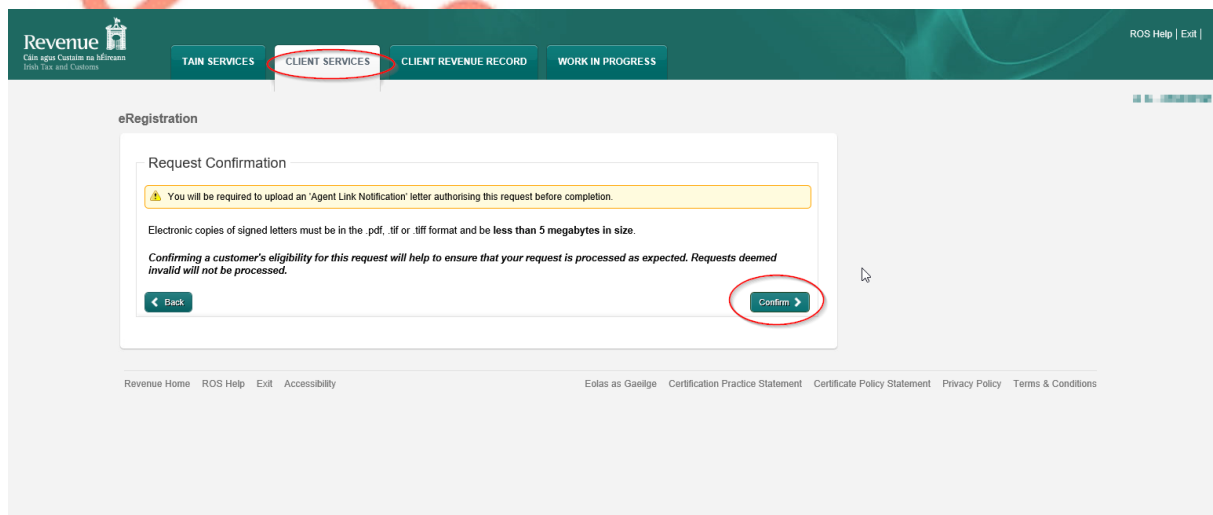 Revenue
Cáin agus Custaim na hÉireann
Irish Tax and Customs
TAIN SERVICES
CLIENT SERVICES
CLIENT REVENUE RECORD
WORK IN PROGRESS
ROS Help | Exit |
eRegistration
Request Confirmation
You will be required to upload an 'Agent Link Notification' letter authorising this request before completion.
Electronic copies of signed letters must be in the .pdf, .tif or .tiff format and be less than 5 megabytes in size.
Confirming a customer's eligibility for this request will help to ensure that your request is processed as expected. Requests deemed
invalid will not be processed.
Back
Confirm
Revenue Home ROS Help Exit Accessibility
Eolas as Gaeilge Certification Practice Statement Certificate Policy Statement Privacy Policy Terms & Conditions